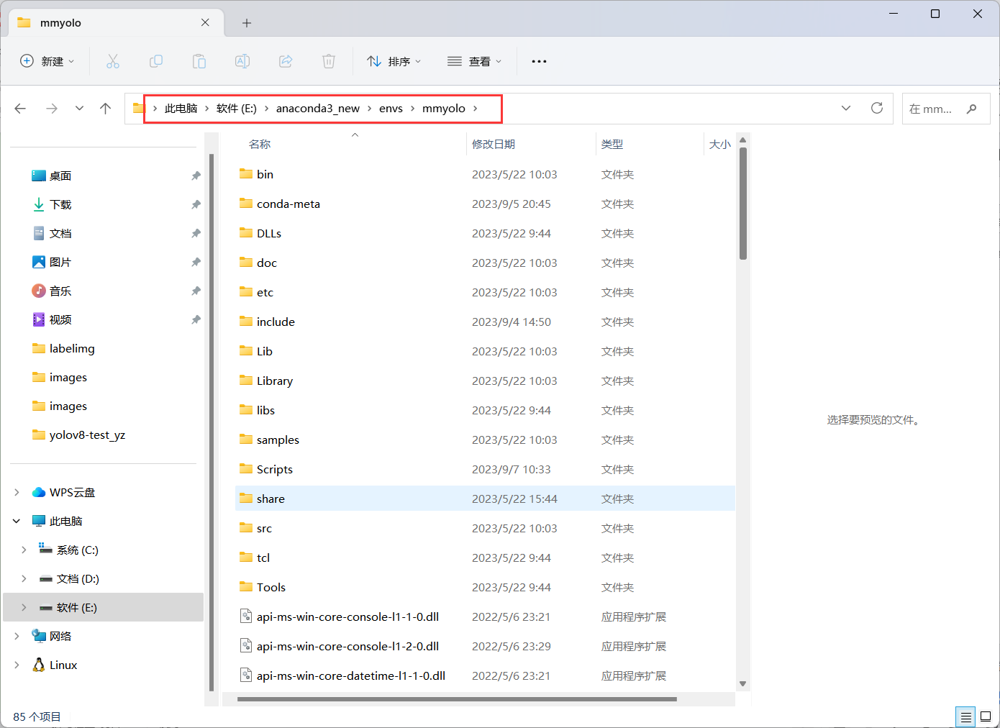 mmyolo
新建
排序
查看
此电脑 > 软件 (E:) > anaconda3_new > envs > mmyolo >
在 mm...
名称 修改日期 类型 大小
桌面
下载
文档
图片
音乐
视频
labelimg
images
images
yolov8-test_yz
WPS云盘
此电脑
系统 (C:)
文档 (D:)
软件 (E:)
网络
Linux
bin 2023/5/22 10:03 文件夹
conda-meta 2023/9/5 20:45 文件夹
DLLs 2023/5/22 9:44 文件夹
doc 2023/5/22 10:03 文件夹
etc 2023/5/22 10:03 文件夹
include 2023/9/4 14:50 文件夹
Lib 2023/5/22 10:03 文件夹
Library 2023/5/22 10:03 文件夹
libs 2023/5/22 9:44 文件夹
samples 2023/5/22 10:03 文件夹
Scripts 2023/9/7 10:33 文件夹
share 2023/5/22 15:44 文件夹
src 2023/5/22 10:03 文件夹
tcl 2023/5/22 9:44 文件夹
Tools 2023/5/22 9:44 文件夹
api-ms-win-core-console-l1-1-0.dll 2022/5/6 23:21 应用程序扩展
api-ms-win-core-console-l1-2-0.dll 2022/5/6 23:29 应用程序扩展
api-ms-win-core-datetime-l1-1-0.dll 2022/5/6 23:21 应用程序扩展
选择要预览的文件。
85 个项目